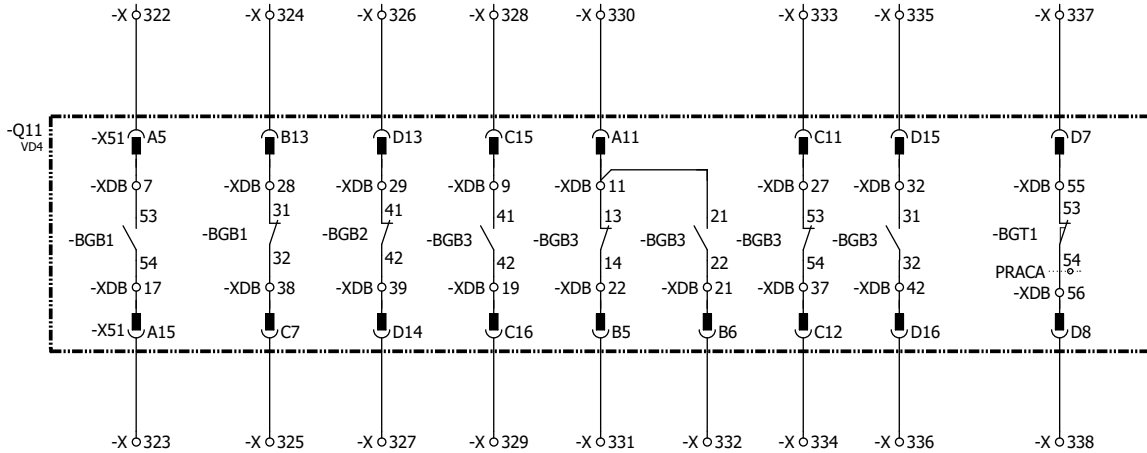 -X 322 -X 324 -X 326 -X 328 -X 330 -X 333 -X 335 -X 337
-Q11
VD4
-X51 A5 B13 D13 C15 A11 C11 D15 D7
-XDB 7 -XDB 28 -XDB 29 -XDB 9 -XDB 11 -XDB 27 -XDB 32 -XDB 55
53 31 41 41 13 21 53 31 53
-BGB1 -BGB1 -BGB2 -BGB3 -BGB3 -BGB3 -BGB3 -BGB3 -BGT1
54 32 42 42 14 22 54 32 54
PRACA
-XDB 17 -XDB 38 -XDB 39 -XDB 19 -XDB 22 -XDB 21 -XDB 37 -XDB 42 -XDB 56
-X51 A15 C7 D14 C16 B5 B6 C12 D16 D8
-X 323 -X 325 -X 327 -X 329 -X 331 -X 332 -X 334 -X 336 -X 338